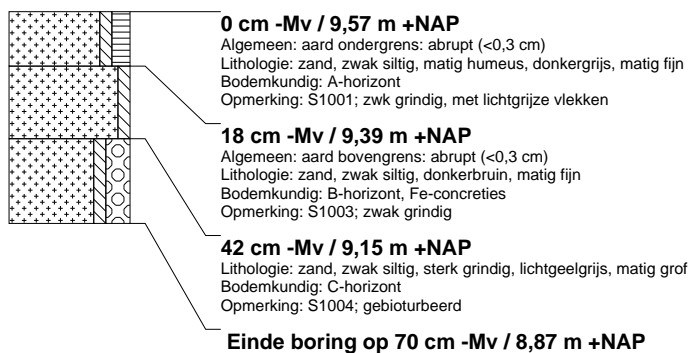 0 cm -Mv / 9,57 m +NAP
Algemeen: aard ondergrens: abrupt (<0,3 cm)
Lithologie: zand, zwak siltig, matig humeus, donkergrijs, matig fijn
Bodemkundig: A-horizont
Opmerking: S1001; zwk grindig, met lichtgrijze vlekken
18 cm -Mv / 9,39 m +NAP
Algemeen: aard bovengrens: abrupt (<0,3 cm)
Lithologie: zand, zwak siltig, donkerbruin, matig fijn
Bodemkundig: B-horizont, Fe-concreties
Opmerking: S1003; zwak grindig
42 cm -Mv / 9,15 m +NAP
Lithologie: zand, zwak siltig, sterk grindig, lichtgeelgrijs, matig grof
Bodemkundig: C-horizont
Opmerking: S1004; gebioturbeerd
Einde boring op 70 cm -Mv / 8,87 m +NAP